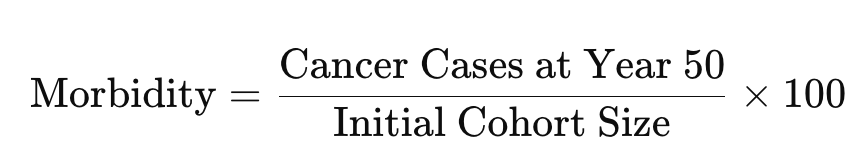 Morbidity = Cancer Cases at Year 50 / Initial Cohort Size × 100